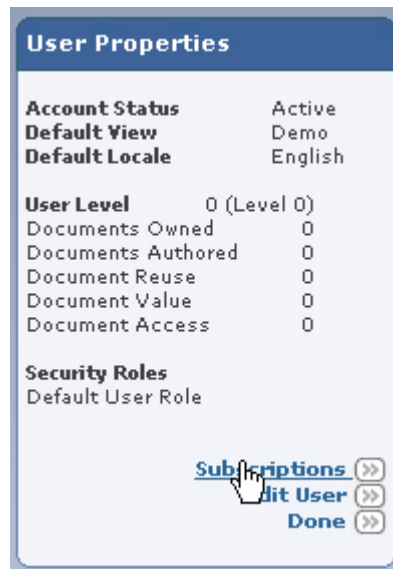 User Properties
Account Status Active
Default View Demo
Default Locale English
User Level 0 (Level 0)
Documents Owned 0
Documents Authored 0
Document Reuse 0
Document Value 0
Document Access 0
Security Roles
Default User Role
Subscriptions
Edit User
Done